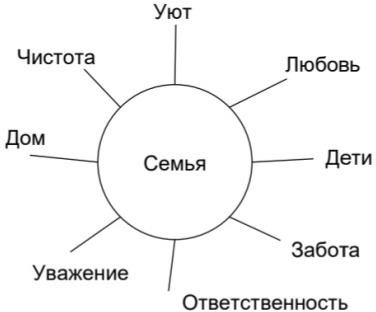 Уют
Чистота
Любовь
Дом
Семья
Дети
Забота
Уважение
Ответственность